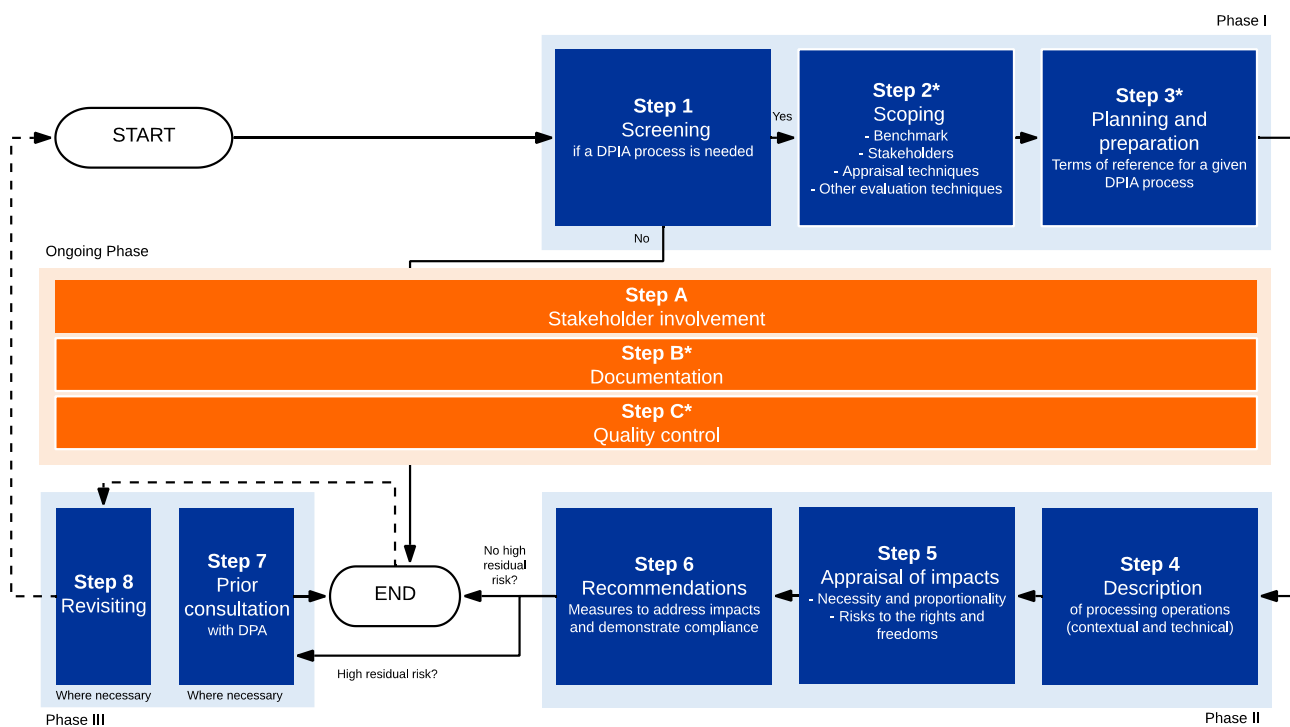 Phase I
START
Step 1
Screening
if a DPIA process is needed
Yes
Step 2*
Scoping
- Benchmark
- Stakeholders
- Appraisal techniques
- Other evaluation techniques
Step 3*
Planning and
preparation
Terms of reference for a given
DPIA process
No
Ongoing Phase
Step A
Stakeholder involvement
Step B*
Documentation
Step C*
Quality control
Step 8
Revisiting
Where necessary
Step 7
Prior
consultation
with DPA
Where necessary
Phase III
END
No high
residual
risk?
High residual risk?
Step 6
Recommendations
Measures to address impacts
and demonstrate compliance
Step 5
Appraisal of impacts
- Necessity and proportionality
- Risks to the rights and
freedoms
Step 4
Description
of processing operations
(contextual and technical)
Phase II